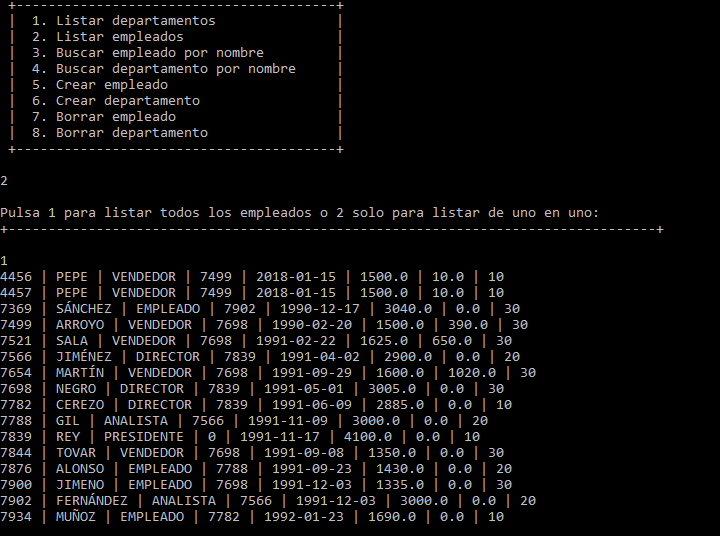 +----------------------------------------+
|  1. Listar departamentos               |
|  2. Listar empleados                   |
|  3. Buscar empleado por nombre         |
|  4. Buscar departamento por nombre     |
|  5. Crear empleado                     |
|  6. Crear departamento                 |
|  7. Borrar empleado                    |
|  8. Borrar departamento                |
+----------------------------------------+
2
Pulsa 1 para listar todos los empleados o 2 solo para listar de uno en uno:
+---------------------------------------------------------------------------------+
1
4456 | PEPE | VENDEDOR | 7499 | 2018-01-15 | 1500.0 | 10.0 | 10
4457 | PEPE | VENDEDOR | 7499 | 2018-01-15 | 1500.0 | 10.0 | 10
7369 | SÁNCHEZ | EMPLEADO | 7902 | 1990-12-17 | 3040.0 | 0.0 | 30
7499 | ARROYO | VENDEDOR | 7698 | 1990-02-20 | 1500.0 | 390.0 | 30
7521 | SALA | VENDEDOR | 7698 | 1991-02-22 | 1625.0 | 650.0 | 30
7566 | JIMÉNEZ | DIRECTOR | 7839 | 1991-04-02 | 2900.0 | 0.0 | 20
7654 | MARTÍN | VENDEDOR | 7698 | 1991-09-29 | 1600.0 | 1020.0 | 30
7698 | NEGRO | DIRECTOR | 7839 | 1991-05-01 | 3005.0 | 0.0 | 30
7782 | CEREZO | DIRECTOR | 7839 | 1991-06-09 | 2885.0 | 0.0 | 10
7788 | GIL | ANALISTA | 7566 | 1991-11-09 | 3000.0 | 0.0 | 20
7839 | REY | PRESIDENTE | 0 | 1991-11-17 | 4100.0 | 0.0 | 10
7844 | TOVAR | VENDEDOR | 7698 | 1991-09-08 | 1350.0 | 0.0 | 30
7876 | ALONSO | EMPLEADO | 7788 | 1991-09-23 | 1430.0 | 0.0 | 20
7900 | JIMENO | EMPLEADO | 7698 | 1991-12-03 | 1335.0 | 0.0 | 30
7902 | FERNÁNDEZ | ANALISTA | 7566 | 1991-12-03 | 3000.0 | 0.0 | 20
7934 | MUÑOZ | EMPLEADO | 7782 | 1992-01-23 | 1690.0 | 0.0 | 10